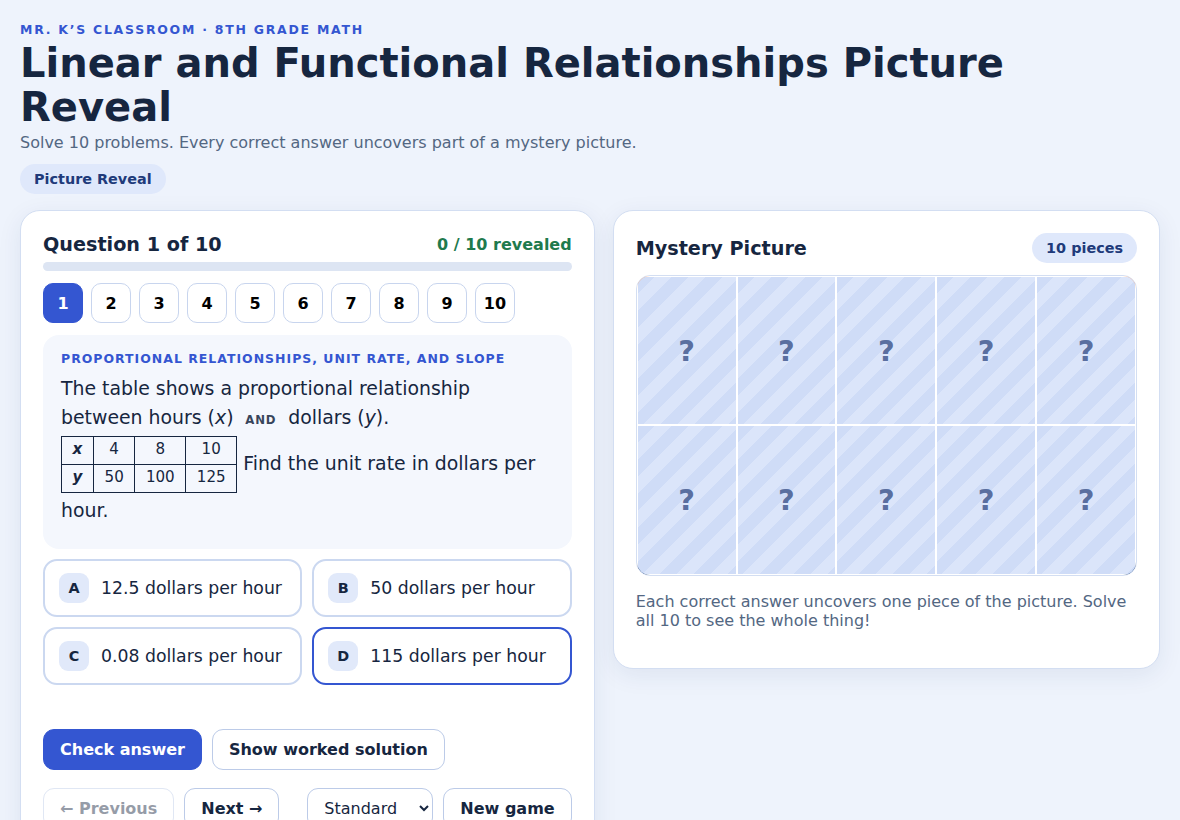 MR. K’S CLASSROOM · 8TH GRADE MATH
Linear and Functional Relationships Picture
Reveal
Solve 10 problems. Every correct answer uncovers part of a mystery picture.
Picture Reveal
Question 1 of 10
0 / 10 revealed
1 2 3 4 5 6 7 8 9 10
PROPORTIONAL RELATIONSHIPS, UNIT RATE, AND SLOPE
The table shows a proportional relationship
between hours (x) AND dollars (y).
x 4 8 10
y 50 100 125
Find the unit rate in dollars per
hour.
A 12.5 dollars per hour
B 50 dollars per hour
C 0.08 dollars per hour
D 115 dollars per hour
Check answer
Show worked solution
← Previous
Next →
Standard
New game
Mystery Picture
10 pieces
? ? ? ? ?
? ? ? ? ?
Each correct answer uncovers one piece of the picture. Solve
all 10 to see the whole thing!